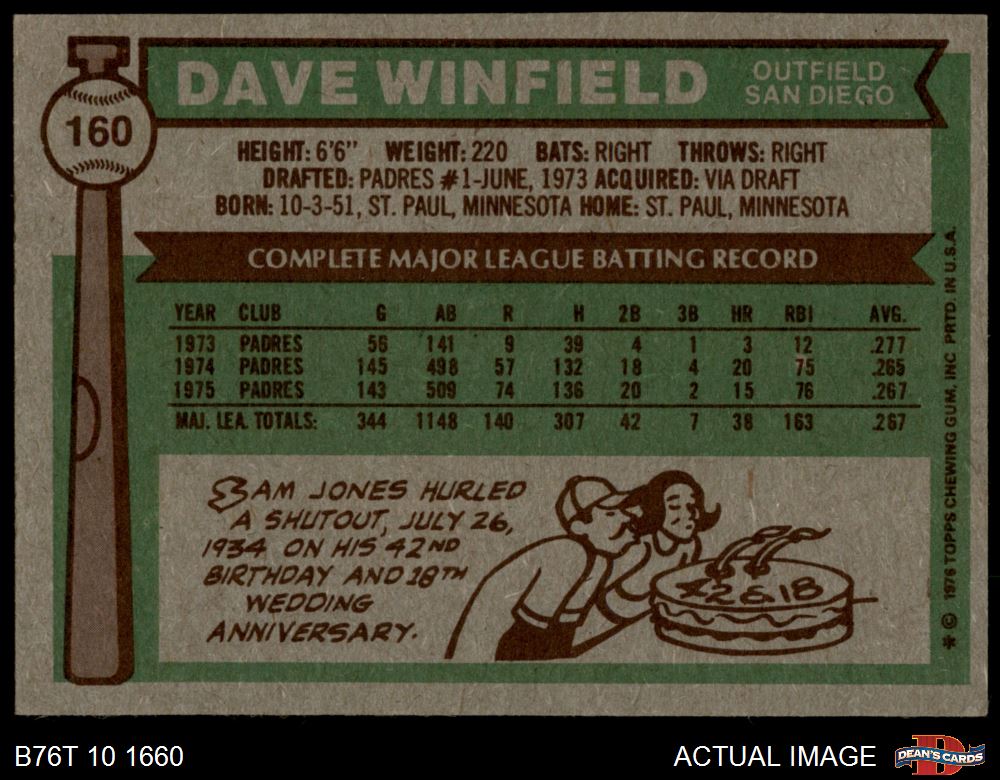 160
DAVE WINFIELD
OUTFIELD
SAN DIEGO
HEIGHT: 6'6" WEIGHT: 220 BATS: RIGHT THROWS: RIGHT
DRAFTED: PADRES #1-JUNE, 1973 ACQUIRED: VIA DRAFT
BORN: 10-3-51, ST. PAUL, MINNESOTA HOME: ST. PAUL, MINNESOTA
COMPLETE MAJOR LEAGUE BATTING RECORD
YEAR CLUB G AB R H 2B 3B HR RBI AVG.
1973 PADRES 56 141 9 39 4 1 3 12 .277
1974 PADRES 145 498 57 132 18 4 20 75 .265
1975 PADRES 143 509 74 136 20 2 15 76 .267
MAJ. LEA. TOTALS: 344 1148 140 307 42 7 38 163 .267
SAM JONES HURLED
A SHUTOUT, JULY 26,
1934 ON HIS 42ND
BIRTHDAY AND 18TH
WEDDING
ANNIVERSARY.
42 & 18
* © 1976 TOPPS CHEWING GUM, INC PRTD. IN U.S.A.
B76T 10 1660
ACTUAL IMAGE
D
DEAN'S CARDS